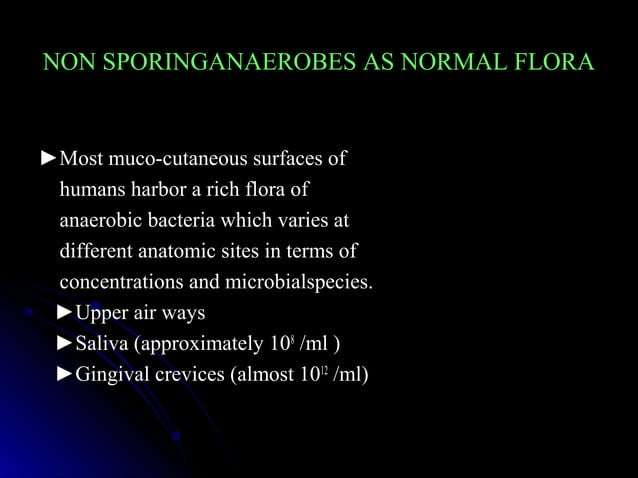 NON SPORINGANAEROBES AS NORMAL FLORA
►Most muco-cutaneous surfaces of
humans harbor a rich flora of
anaerobic bacteria which varies at
different anatomic sites in terms of
concentrations and microbialspecies.
►Upper air ways
►Saliva (approximately 10⁸ /ml )
►Gingival crevices (almost 10¹² /ml)